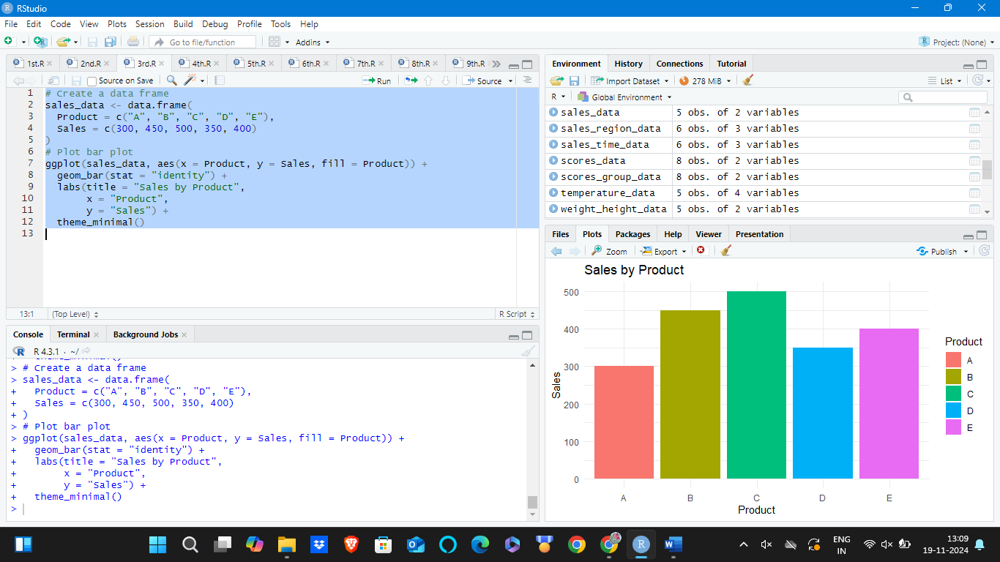 RStudio
File Edit Code View Plots Session Build Debug Profile Tools Help
Go to file/function Addins Project: (None)
1st.R 2nd.R 3rd.R 4th.R 5th.R 6th.R 7th.R 8th.R 9th.R
Source on Save Run Source
1 # Create a data frame
2 sales_data <- data.frame(
3 Product = c("A", "B", "C", "D", "E"),
4 Sales = c(300, 450, 500, 350, 400)
5 )
6 # Plot bar plot
7 ggplot(sales_data, aes(x = Product, y = Sales, fill = Product)) +
8 geom_bar(stat = "identity") +
9 labs(title = "Sales by Product",
10 x = "Product",
11 y = "Sales") +
12 theme_minimal()
13
13:1 (Top Level) R Script
Console Terminal Background Jobs
R 4.3.1 · ~/
> # Create a data frame
> sales_data <- data.frame(
+ Product = c("A", "B", "C", "D", "E"),
+ Sales = c(300, 450, 500, 350, 400)
+ )
> # Plot bar plot
> ggplot(sales_data, aes(x = Product, y = Sales, fill = Product)) +
+ geom_bar(stat = "identity") +
+ labs(title = "Sales by Product",
+ x = "Product",
+ y = "Sales") +
+ theme_minimal()
>
Environment History Connections Tutorial
Import Dataset 278 MiB List
R Global Environment
sales_data 5 obs. of 2 variables
sales_region_data 6 obs. of 3 variables
sales_time_data 6 obs. of 3 variables
scores_data 8 obs. of 2 variables
scores_group_data 8 obs. of 2 variables
temperature_data 5 obs. of 4 variables
weight_height_data 5 obs. of 2 variables
Files Plots Packages Help Viewer Presentation
Zoom Export Publish
Sales by Product
500
400
300
200
100
0
Sales
A B C D E
Product
Product
A
B
C
D
E
ENG
IN
13:09
19-11-2024